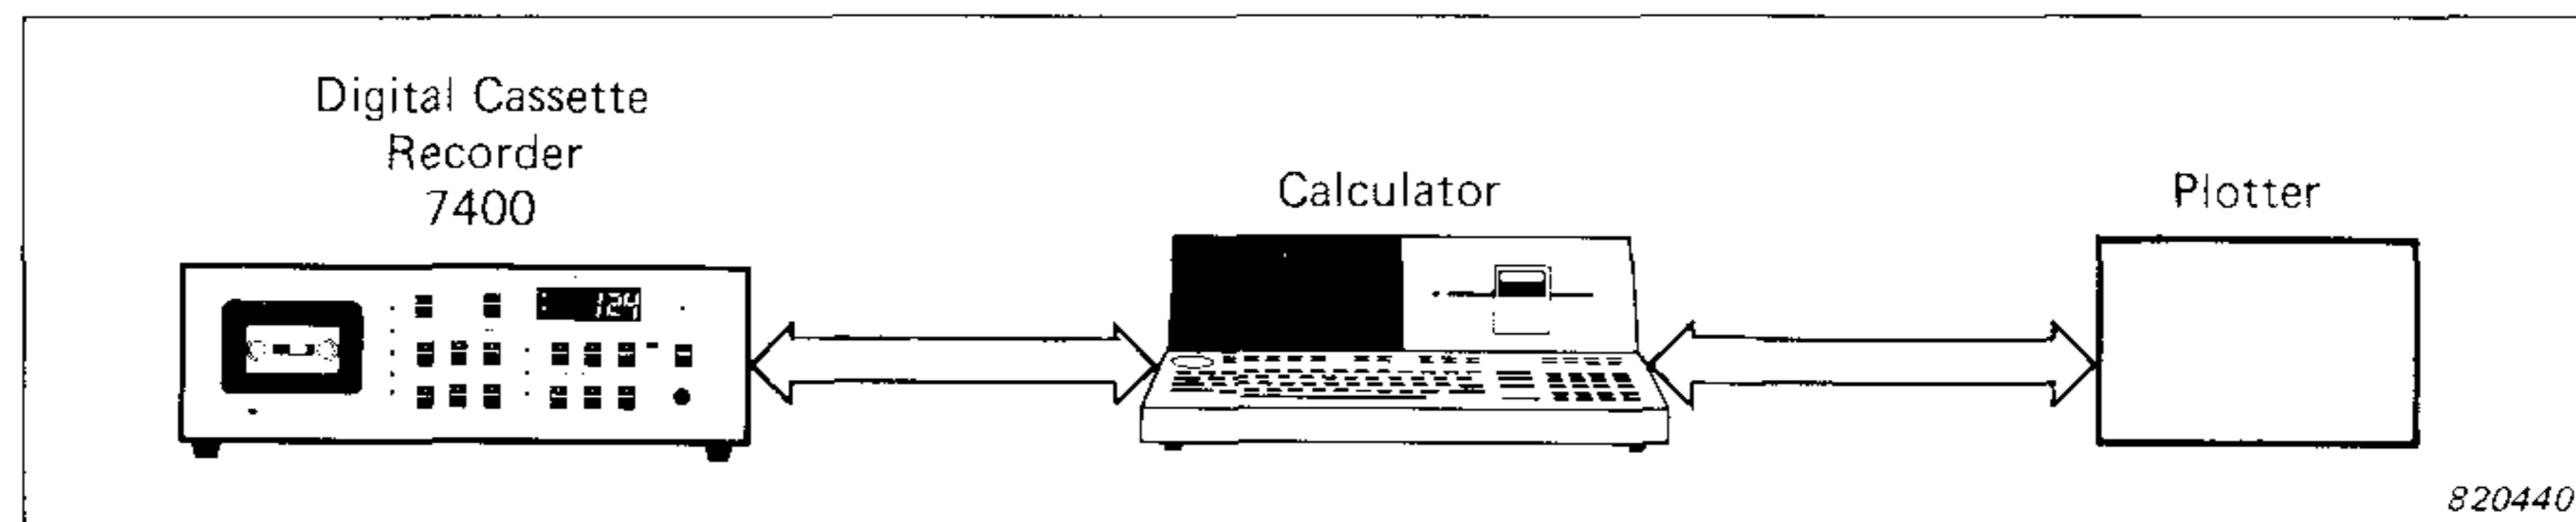 Digital Cassette
Recorder
7400
Calculator
Plotter
124
820440